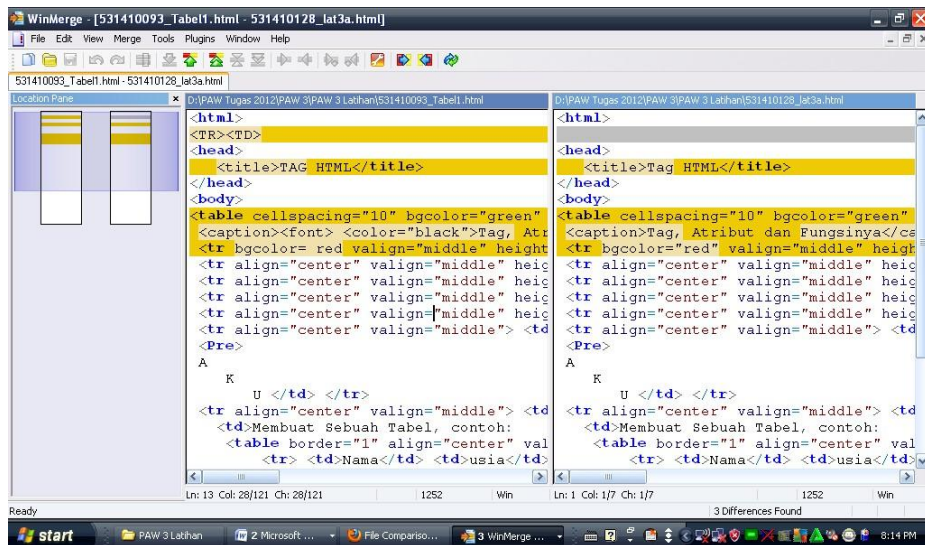 WinMerge - [531410093_Tabel1.html - 531410128_lat3a.html]
File Edit View Merge Tools Plugins Window Help
531410093_Tabel1.html - 531410128_lat3a.html
Location Pane
D:\PAW Tugas 2012\PAW 3\PAW 3 Latihan\531410093_Tabel1.html
<html>
<TR><TD>
<head>
<title>TAG HTML</title>
</head>
<body>
<table cellspacing="10" bgcolor="green"
<caption><font> <color="black">Tag, Atr
<tr bgcolor= red valign="middle" height
<tr align="center" valign="middle" heig
<tr align="center" valign="middle" heig
<tr align="center" valign="middle" heig
<tr align="center" valign="middle" heig
<tr align="center" valign="middle"> <td
<Pre>
A
K
U </td> </tr>
<tr align="center" valign="middle"> <td
<td>Membuat Sebuah Tabel, contoh:
<table border="1" align="center" val
<tr> <td>Nama</td> <td>usia</td>
Ln: 13 Col: 28/121 Ch: 28/121 1252 Win
D:\PAW Tugas 2012\PAW 3\PAW 3 Latihan\531410128_lat3a.html
<html>
<head>
<title>Tag HTML</title>
</head>
<body>
<table cellspacing="10" bgcolor="green"
<caption>Tag, Atribut dan Fungsinya</ca
<tr bgcolor="red" valign="middle" heigh
<tr align="center" valign="middle" heig
<tr align="center" valign="middle" heig
<tr align="center" valign="middle" heig
<tr align="center" valign="middle" heig
<tr align="center" valign="middle"> <td
<Pre>
A
K
U </td> </tr>
<tr align="center" valign="middle"> <td
<td>Membuat Sebuah Tabel, contoh:
<table border="1" align="center" val
<tr> <td>Nama</td> <td>usia</td>
Ln: 1 Col: 1/7 Ch: 1/7 1252 Win
Ready 3 Differences Found
start PAW 3 Latihan 2 Microsoft ... File Compariso... 3 WinMerge ... 8:14 PM